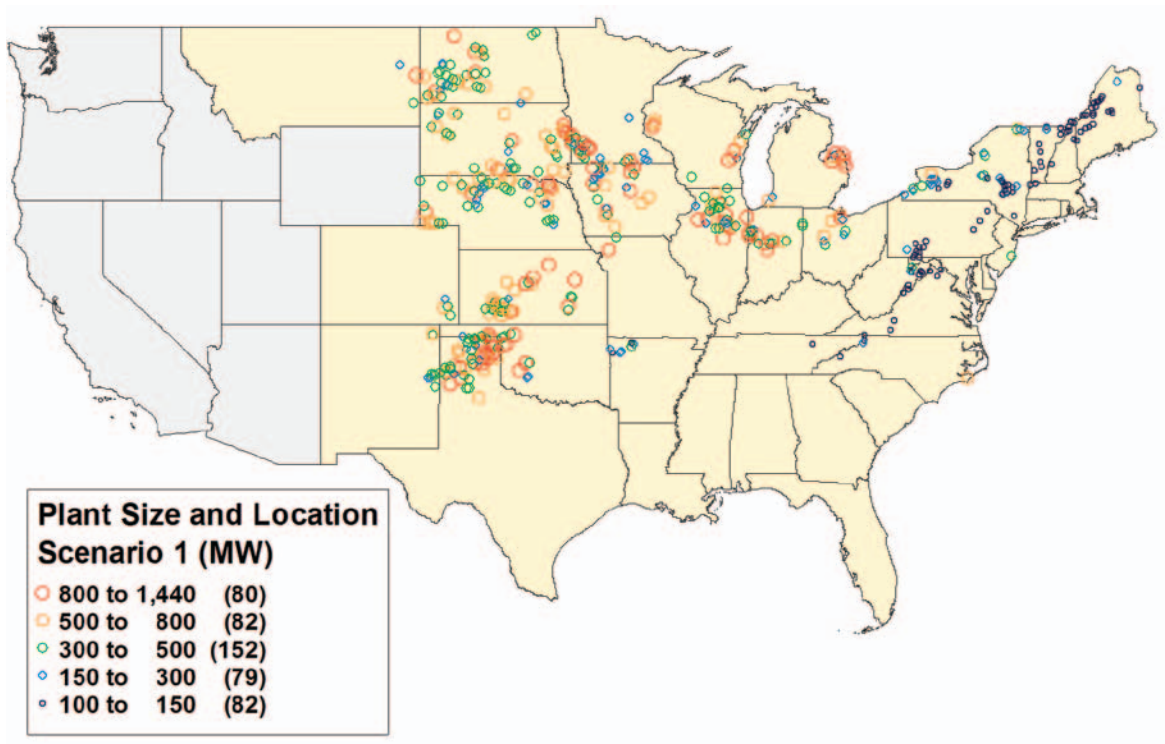 Plant Size and Location
Scenario 1 (MW)
800 to 1,440 (80)
500 to 800 (82)
300 to 500 (152)
150 to 300 (79)
100 to 150 (82)